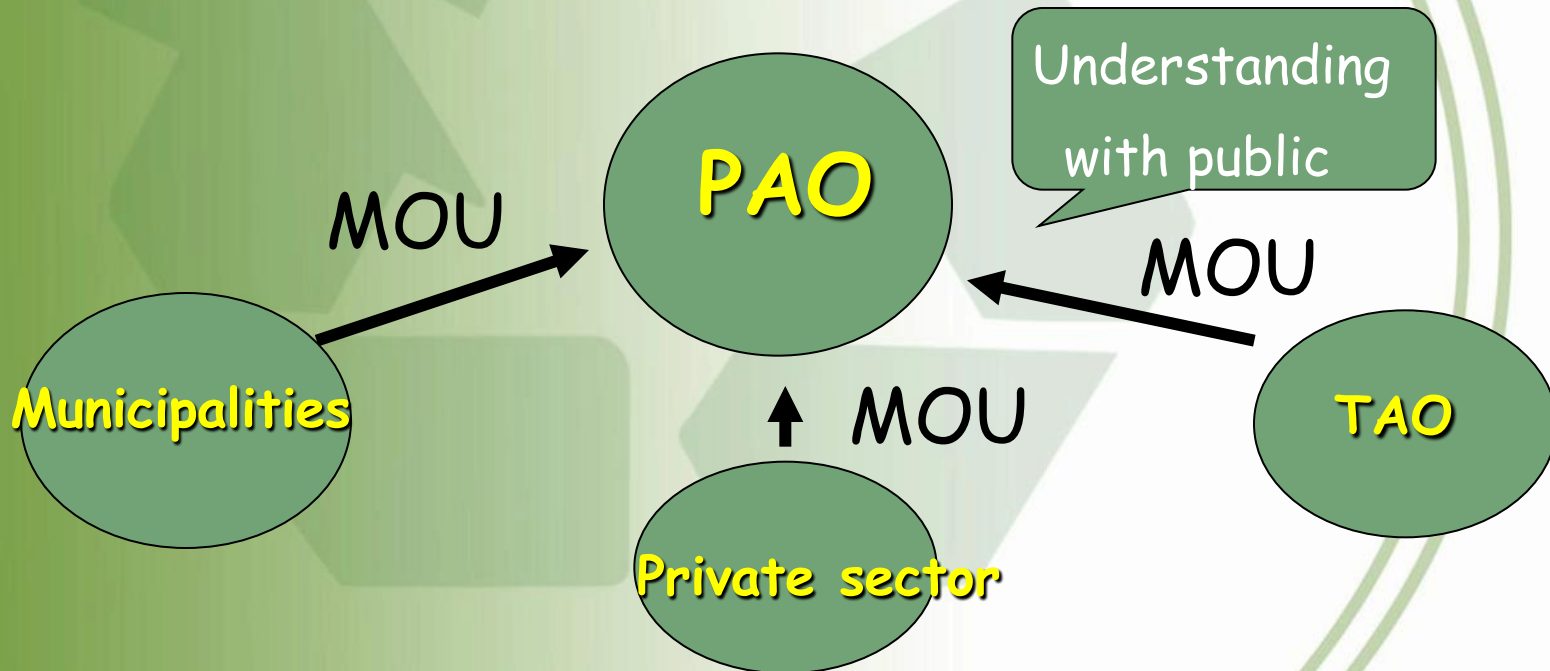 Understanding
with public
PAO
MOU
MOU
Municipalities
MOU
TAO
Private sector